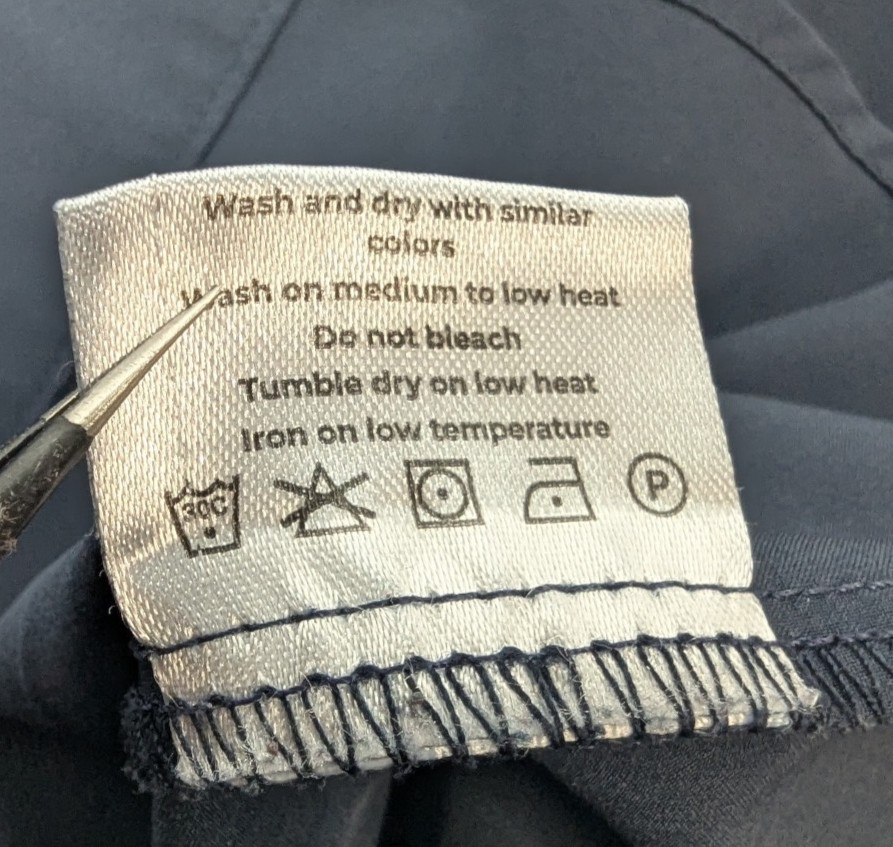 Wash and dry with similar
colors
Wash on medium to low heat
Do not bleach
Tumble dry on low heat
Iron on low temperature
30C P